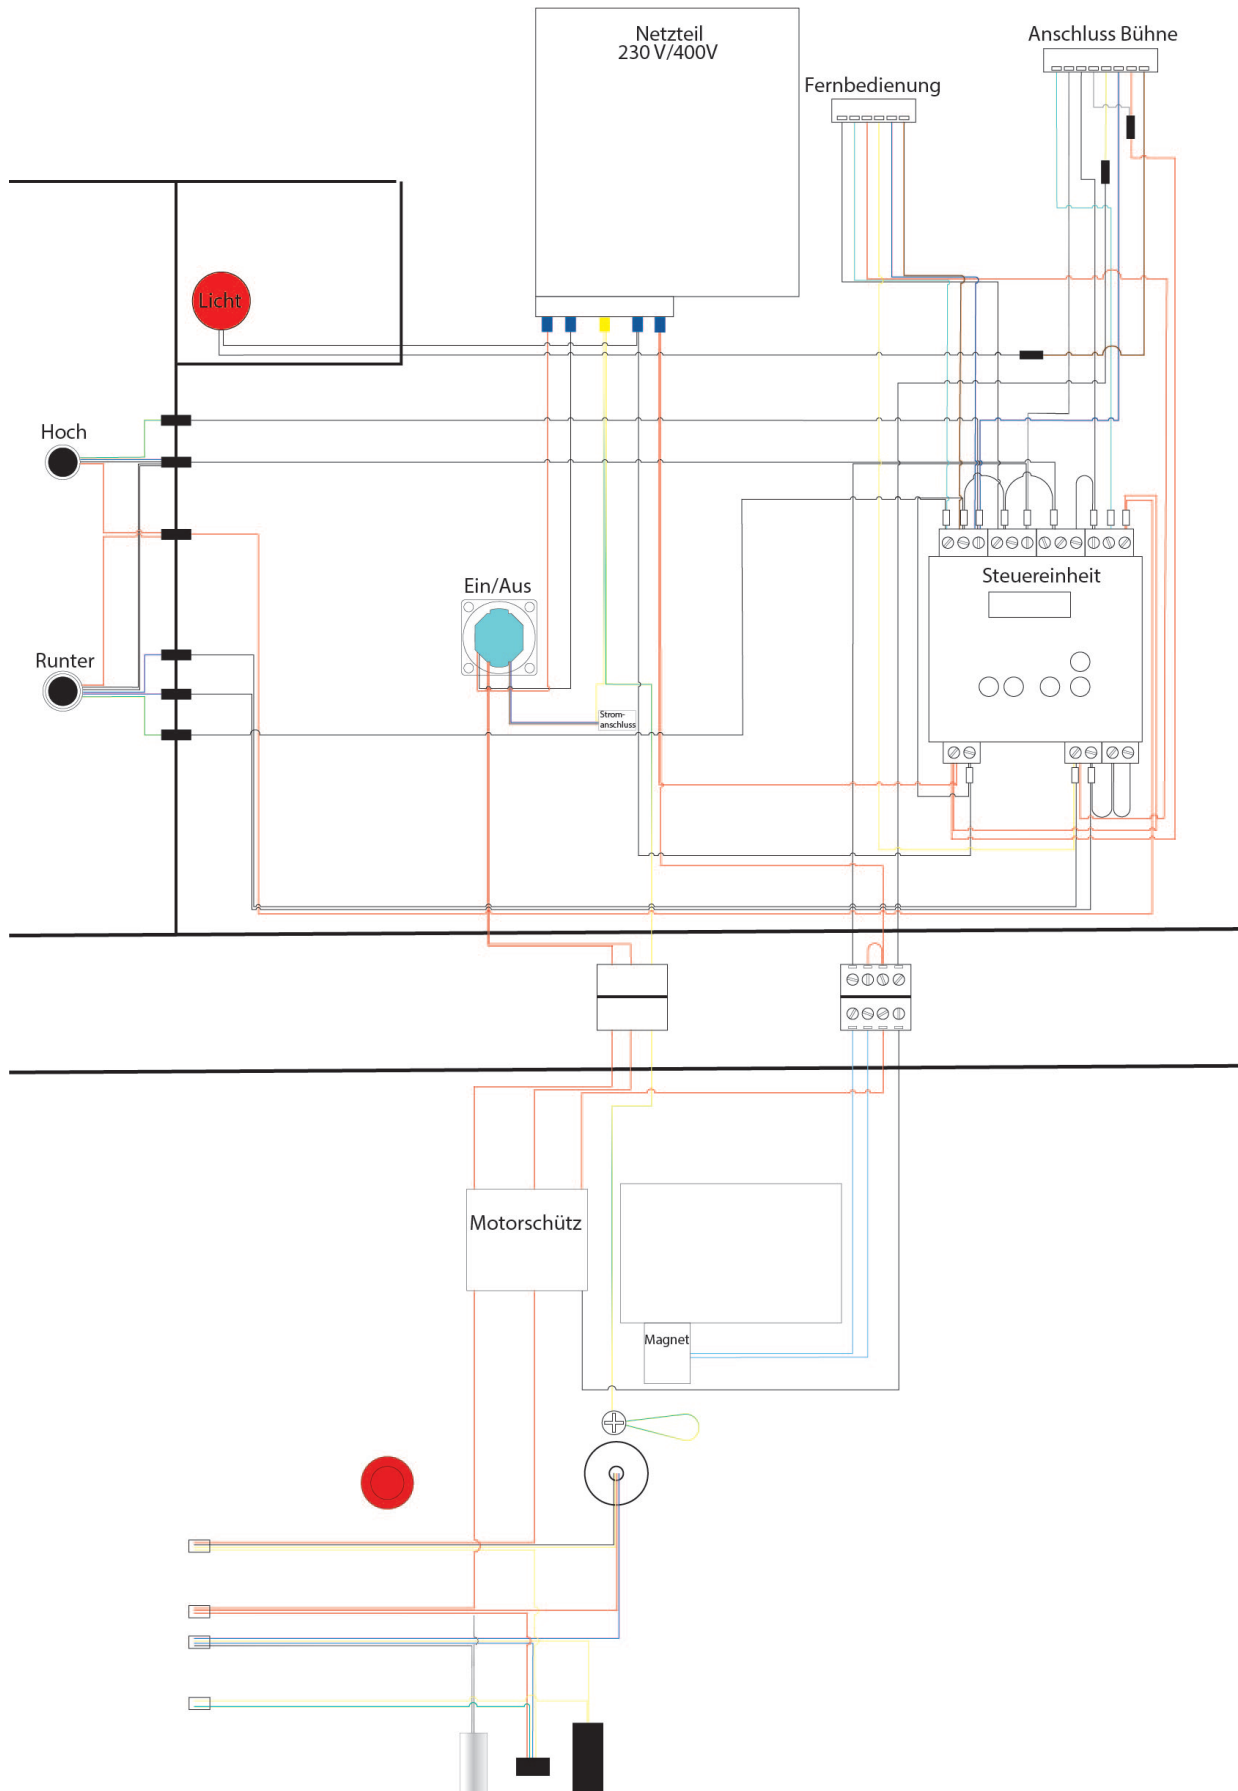 Netzteil
230 V/400V
Anschluss Bühne
Fernbedienung
Licht
Hoch
Ein/Aus
Steuereinheit
Runter
Strom-
anschluss
Motorschütz
Magnet